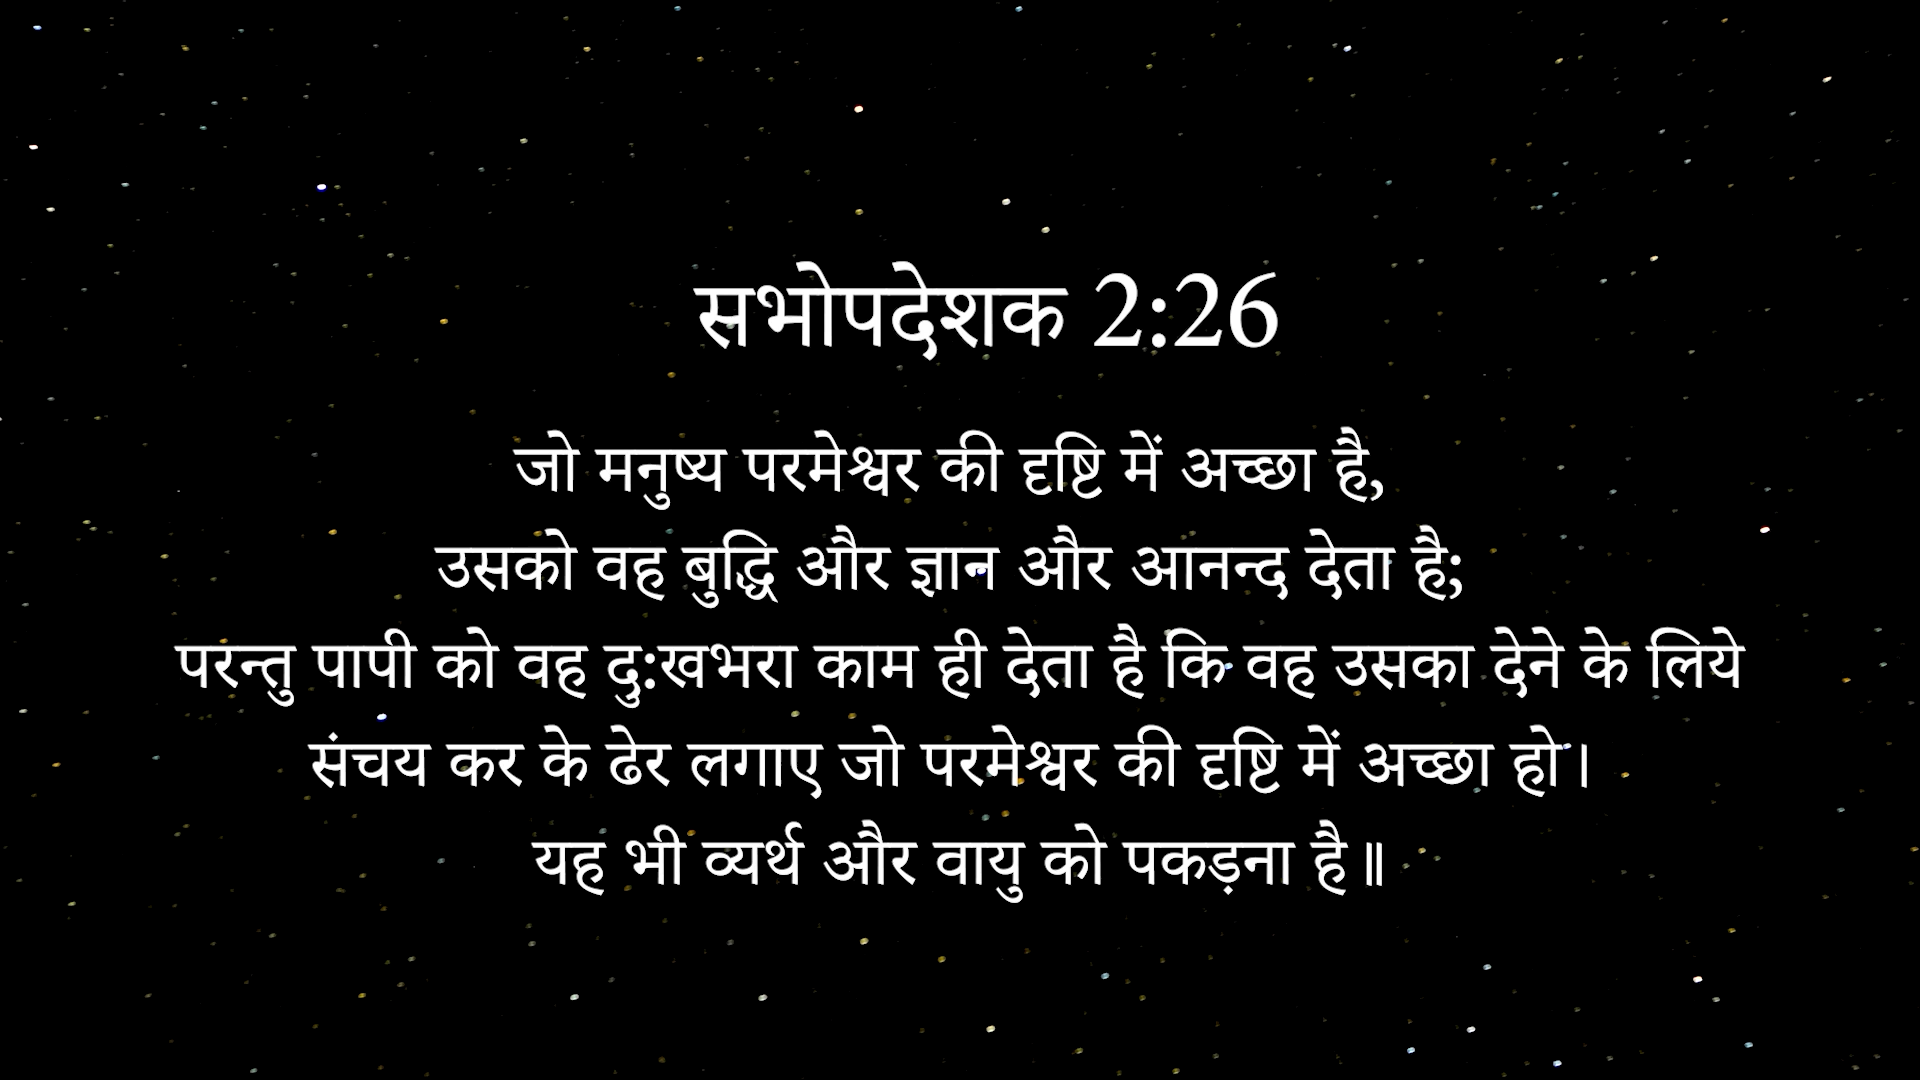 सभोपदेशक 2:26
जो मनुष्य परमेश्वर की दृष्टि में अच्छा है,
उसको वह बुद्धि और ज्ञान और आनन्द देता है;
परन्तु पापी को वह दु:खभरा काम ही देता है कि वह उसका देने के लिये
संचय कर के ढेर लगाए जो परमेश्वर की दृष्टि में अच्छा हो।
यह भी व्यर्थ और वायु को पकड़ना है॥